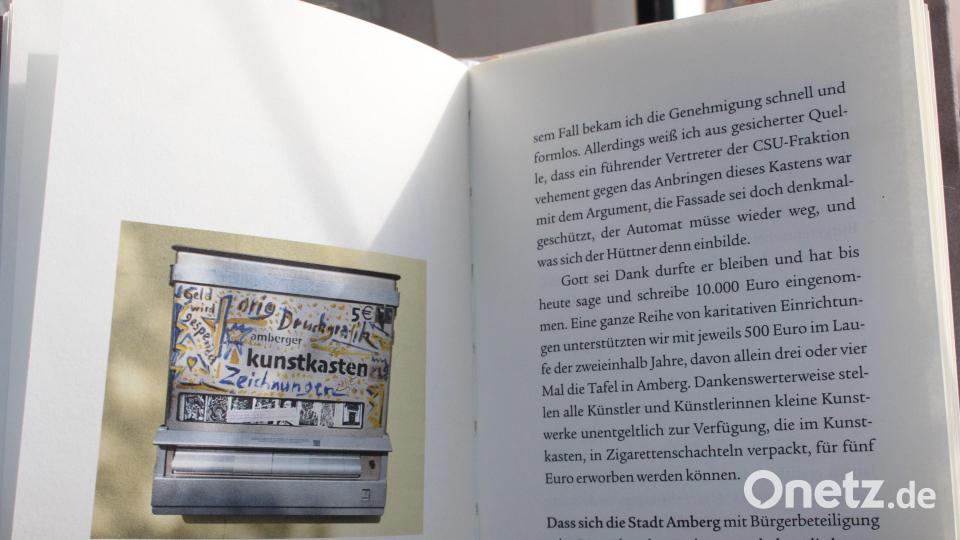 Geld
wird
gespendet
orig. Druckgrafik
5€
amberger
kunstkasten
Zeichnungen
sem Fall bekam ich die Genehmigung schnell und
formlos. Allerdings weiß ich aus gesicherter Quel-
le, dass ein führender Vertreter der CSU-Fraktion
vehement gegen das Anbringen dieses Kastens war
mit dem Argument, die Fassade sei doch denkmal-
geschützt, der Automat müsse wieder weg, und
was sich der Hüttner denn einbilde.
Gott sei Dank durfte er bleiben und hat bis
heute sage und schreibe 10.000 Euro eingenom-
men. Eine ganze Reihe von karitativen Einrichtun-
gen unterstützten wir mit jeweils 500 Euro im Lau-
fe der zweieinhalb Jahre, davon allein drei oder vier
Mal die Tafel in Amberg. Dankenswerterweise stel-
len alle Künstler und Künstlerinnen kleine Kunst-
werke unentgeltlich zur Verfügung, die im Kunst-
kasten, in Zigarettenschachteln verpackt, für fünf
Euro erworben werden können.
Dass sich die Stadt Amberg mit Bürgerbeteiligung
Onetz.de